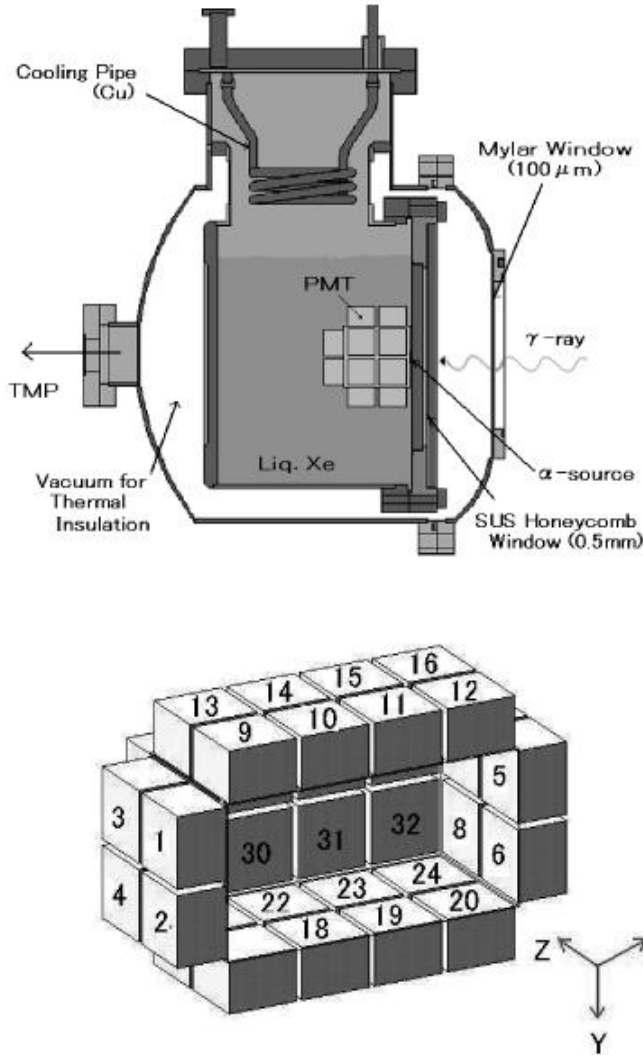 Cooling Pipe
(Cu)
Mylar Window
(100μm)
PMT
γ-ray
TMP
Liq. Xe
α-source
Vacuum for
Thermal
Insulation
SUS Honeycomb
Window (0.5mm)
13 14 15 16
9 10 11 12
3 1 5
30 31 32 8 6
4 2
22 23 24
18 19 20
Z
Y